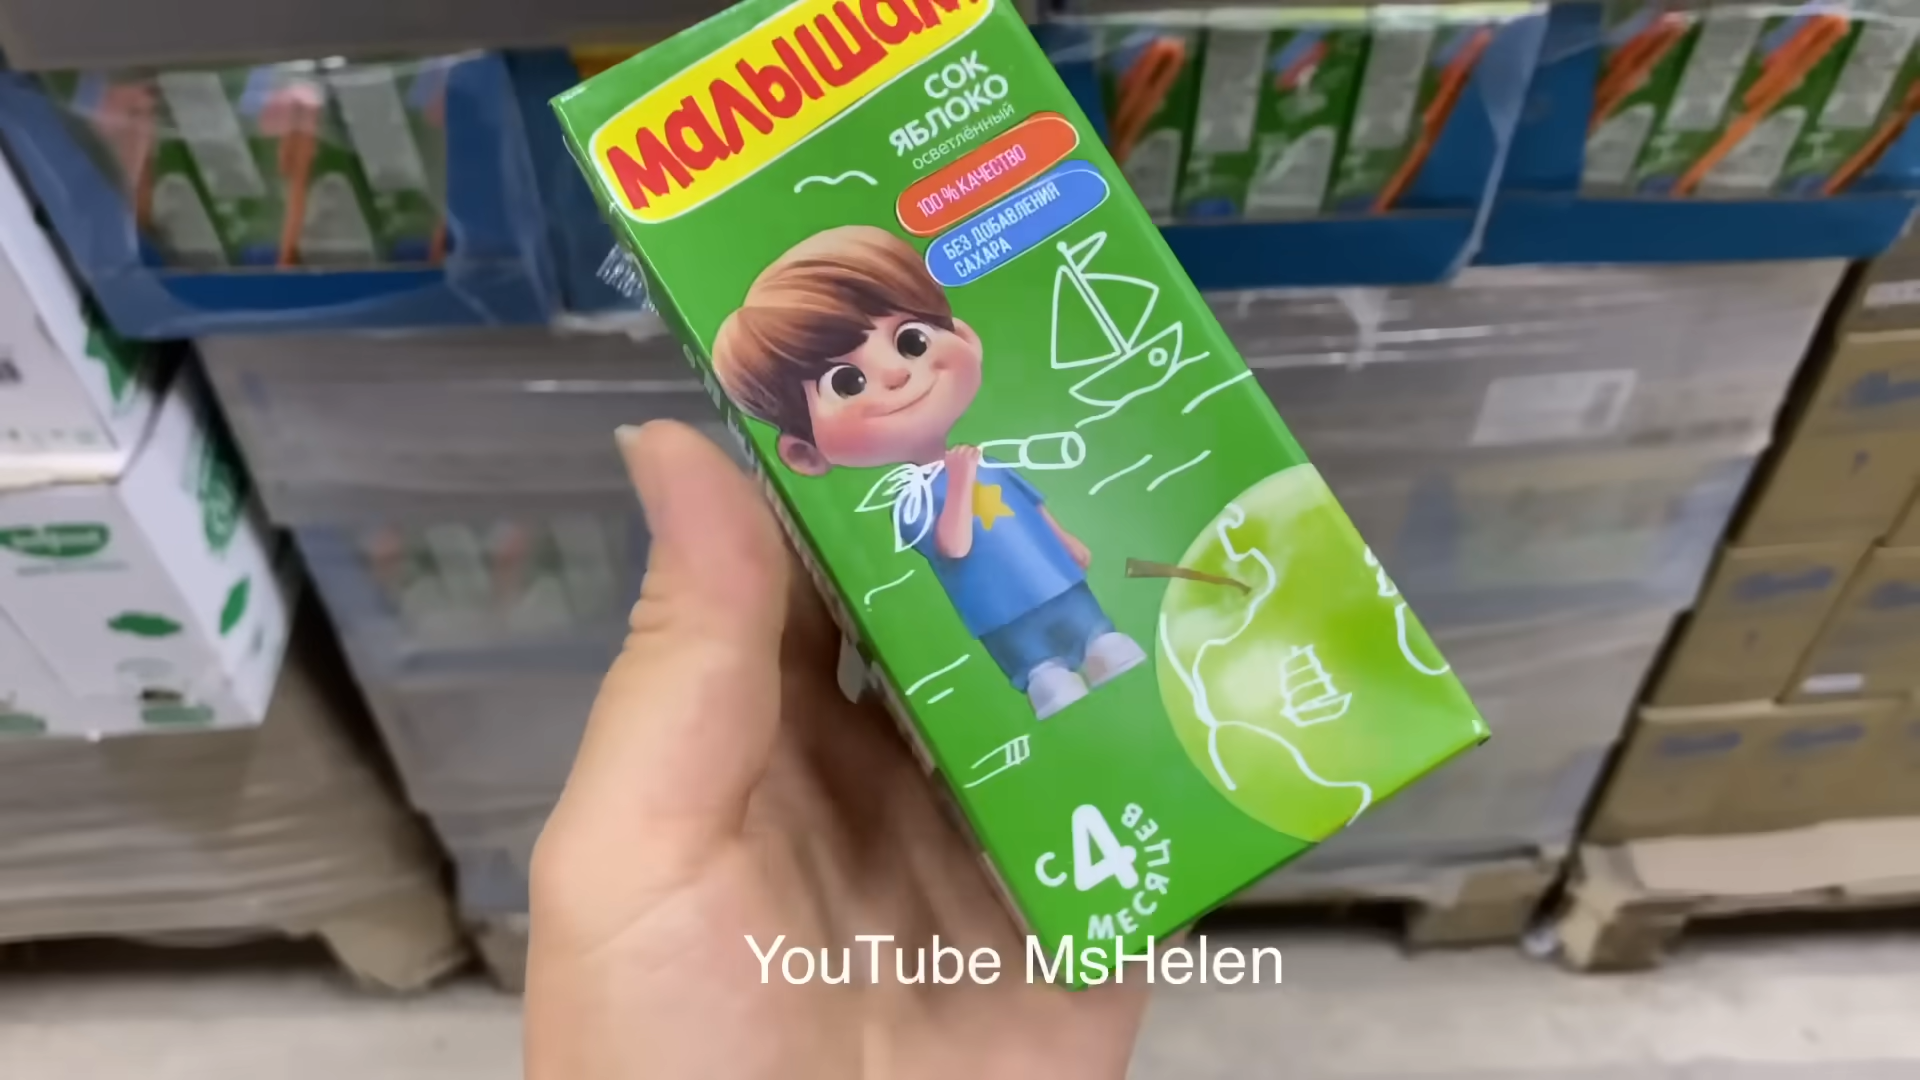 малышам
СОК
ЯБЛОКО
осветлённый
100 % КАЧЕСТВО
БЕЗ ДОБАВЛЕНИЯ
САХАРА
С 4
МЕСЯЦЕВ
YouTube MsHelen